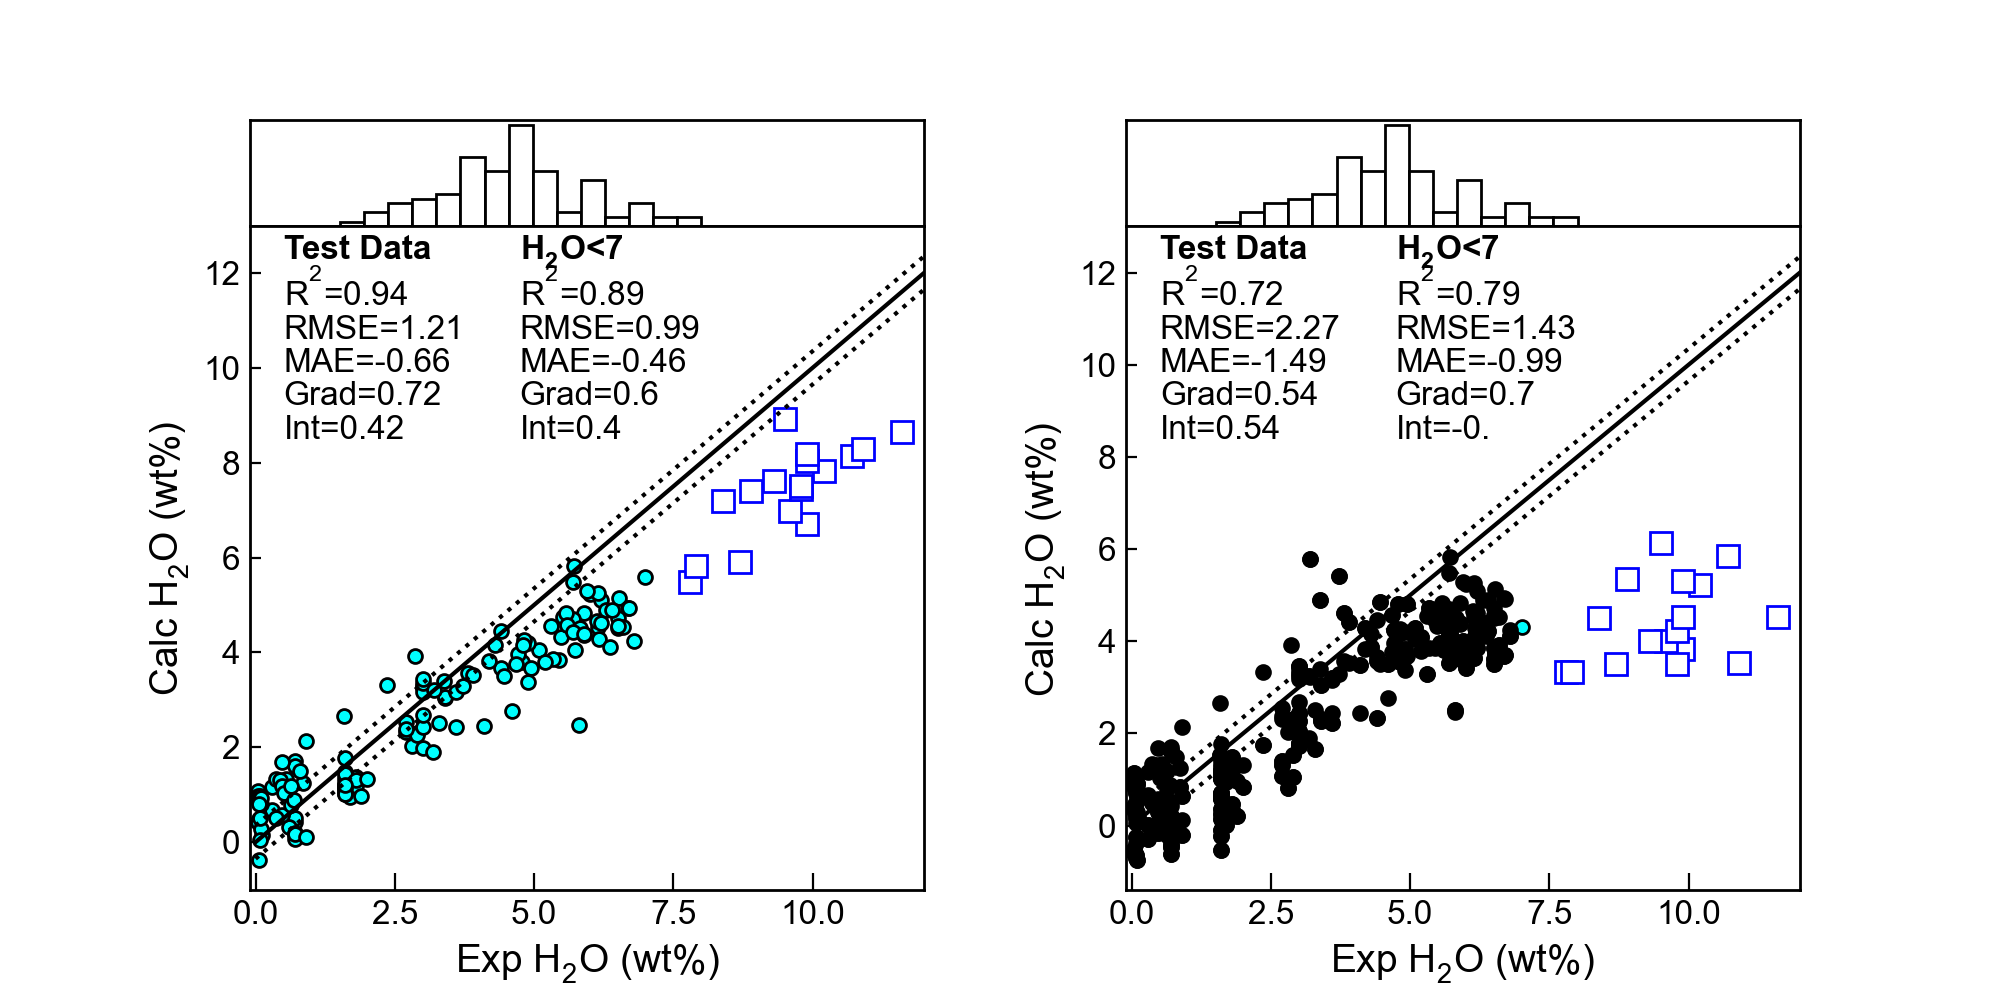 Test Data
R²=0.94
RMSE=1.21
MAE=-0.66
Grad=0.72
Int=0.42
H₂O<7
R²=0.89
RMSE=0.99
MAE=-0.46
Grad=0.6
Int=0.4
12
10
8
6
4
2
0
Calc H₂O (wt%)
0.0 2.5 5.0 7.5 10.0
Exp H₂O (wt%)
Test Data
R²=0.72
RMSE=2.27
MAE=-1.49
Grad=0.54
Int=0.54
H₂O<7
R²=0.79
RMSE=1.43
MAE=-0.99
Grad=0.7
Int=-0.
12
10
8
6
4
2
0
Calc H₂O (wt%)
0.0 2.5 5.0 7.5 10.0
Exp H₂O (wt%)